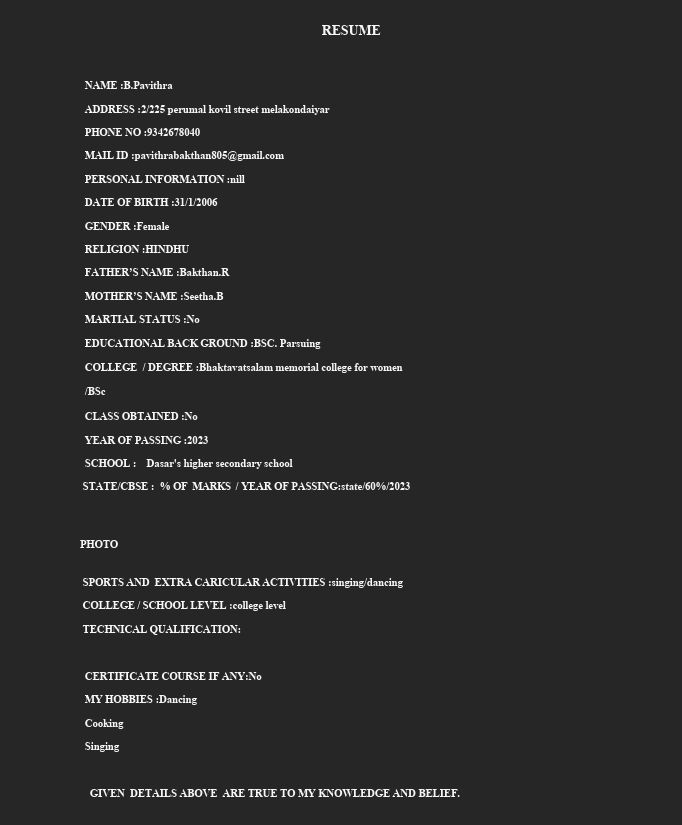 RESUME
NAME :B.Pavithra
ADDRESS :2/225 perumal kovil street melakondaiyar
PHONE NO :9342678040
MAIL ID :pavithrabakthan805@gmail.com
PERSONAL INFORMATION :nill
DATE OF BIRTH :31/1/2006
GENDER :Female
RELIGION :HINDHU
FATHER'S NAME :Bakthan.R
MOTHER'S NAME :Seetha.B
MARTIAL STATUS :No
EDUCATIONAL BACK GROUND :BSC. Parsuing
COLLEGE / DEGREE :Bhaktavatsalam memorial college for women
/BSc
CLASS OBTAINED :No
YEAR OF PASSING :2023
SCHOOL : Dasar's higher secondary school
STATE/CBSE : % OF MARKS / YEAR OF PASSING:state/60%/2023
PHOTO
SPORTS AND EXTRA CARICULAR ACTIVITIES :singing/dancing
COLLEGE / SCHOOL LEVEL :college level
TECHNICAL QUALIFICATION:
CERTIFICATE COURSE IF ANY:No
MY HOBBIES :Dancing
Cooking
Singing
GIVEN DETAILS ABOVE ARE TRUE TO MY KNOWLEDGE AND BELIEF.